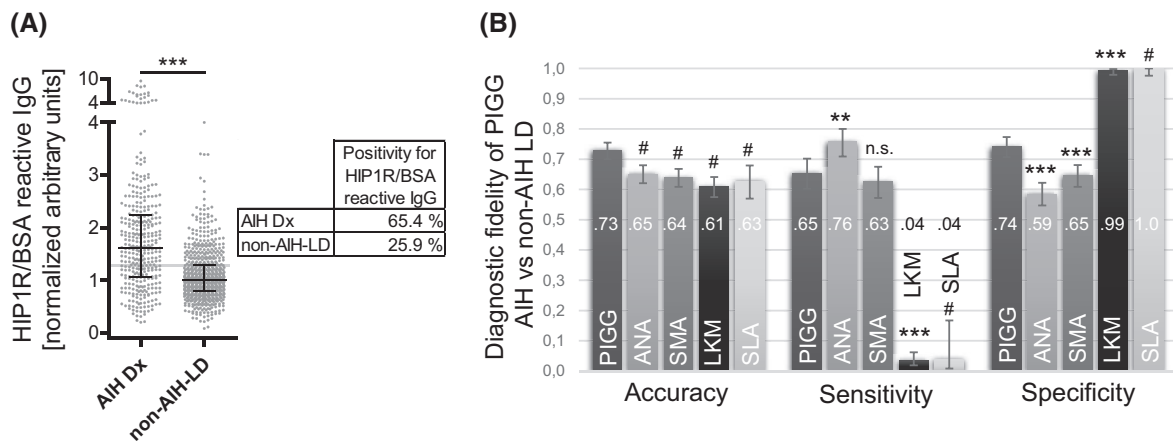 (A)
HIP1R/BSA reactive IgG
[normalized arbitrary units]
***
10
4
4
3
2
1
0
AIH Dx
non-AIH-LD
Positivity for
HIP1R/BSA
reactive IgG
AIH Dx 65.4 %
non-AIH-LD 25.9 %
(B)
Diagnostic fidelity of PIGG
AIH vs non-AIH LD
1,0
0,9
0,8
0,7
0,6
0,5
0,4
0,3
0,2
0,1
0,0
# # # #
.73 .65 .64 .61 .63
PIGG ANA SMA LKM SLA
Accuracy
** n.s. *** #
.65 .76 .63 .04 .04
PIGG ANA SMA LKM SLA
Sensitivity
*** *** *** #
.74 .59 .65 .99 1.0
PIGG ANA SMA LKM SLA
Specificity